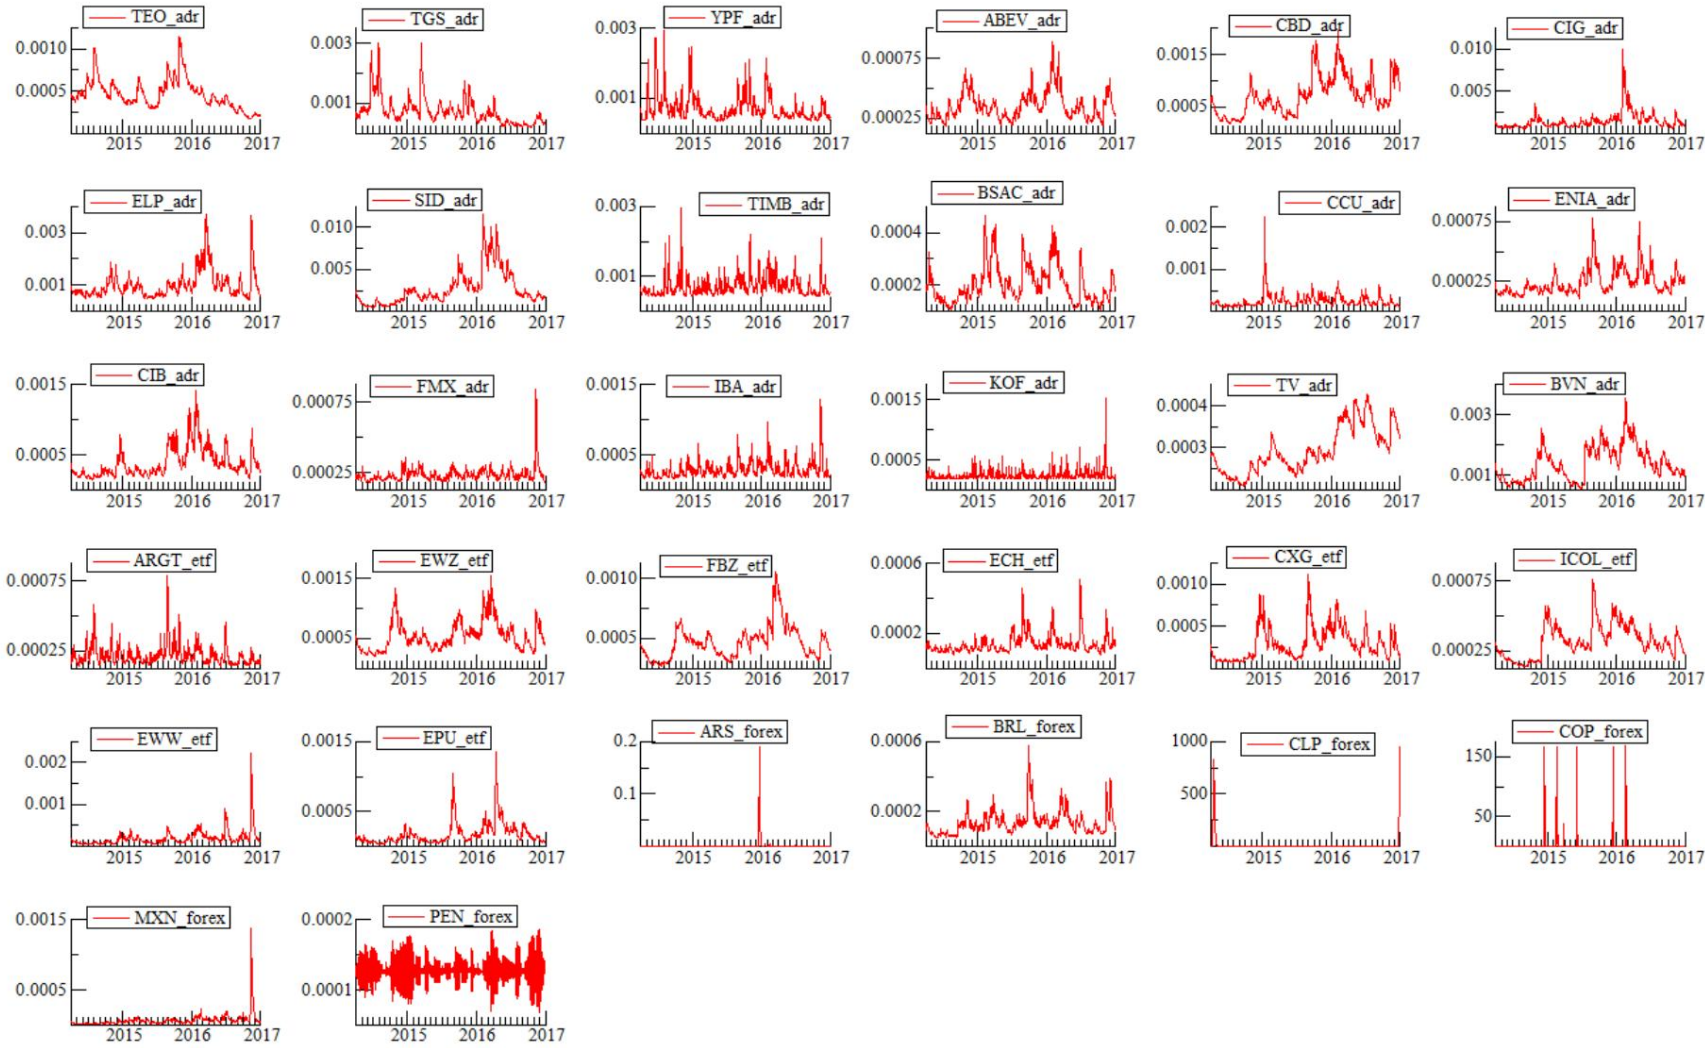 TEO_adr
0.0010
0.0005
2015 2016 2017
TGS_adr
0.003
0.001
2015 2016 2017
YPF_adr
0.003
0.001
2015 2016 2017
ABEV_adr
0.00075
0.00025
2015 2016 2017
CBD_adr
0.0015
0.0005
2015 2016 2017
CIG_adr
0.010
0.005
2015 2016 2017
ELP_adr
0.003
0.001
2015 2016 2017
SID_adr
0.010
0.005
2015 2016 2017
TIMB_adr
0.003
0.001
2015 2016 2017
BSAC_adr
0.0004
0.0002
2015 2016 2017
CCU_adr
0.002
0.001
2015 2016 2017
ENIA_adr
0.00075
0.00025
2015 2016 2017
CIB_adr
0.0015
0.0005
2015 2016 2017
FMX_adr
0.00075
0.00025
2015 2016 2017
IBA_adr
0.0015
0.0005
2015 2016 2017
KOF_adr
0.0015
0.0005
2015 2016 2017
TV_adr
0.0004
0.0003
2015 2016 2017
BVN_adr
0.003
0.001
2015 2016 2017
ARGT_etf
0.00075
0.00025
2015 2016 2017
EWZ_etf
0.0015
0.0005
2015 2016 2017
FBZ_etf
0.0010
0.0005
2015 2016 2017
ECH_etf
0.0006
0.0002
2015 2016 2017
CXG_etf
0.0010
0.0005
2015 2016 2017
ICOL_etf
0.00075
0.00025
2015 2016 2017
EWW_etf
0.002
0.001
2015 2016 2017
EPU_etf
0.0015
0.0005
2015 2016 2017
ARS_forex
0.2
0.1
2015 2016 2017
BRL_forex
0.0006
0.0002
2015 2016 2017
CLP_forex
1000
500
2015 2016 2017
COP_forex
150
50
2015 2016 2017
MXN_forex
0.0015
0.0005
2015 2016 2017
PEN_forex
0.0002
0.0001
2015 2016 2017